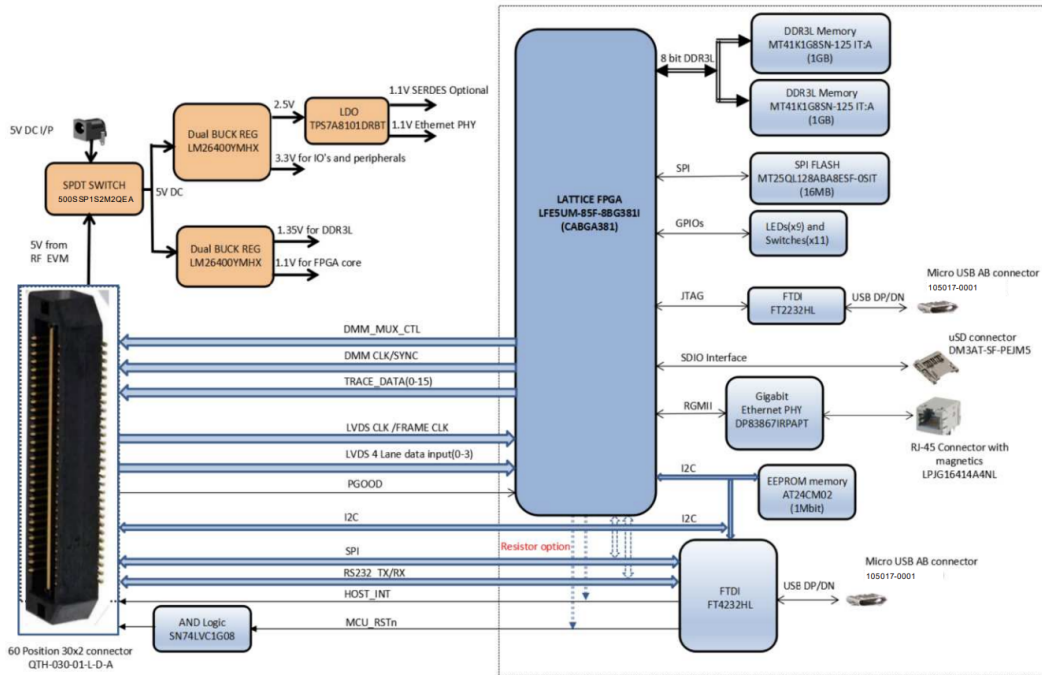 5V DC I/P
SPDT SWITCH
500SSP1S2M2QEA
5V DC
5V from
RF EVM
Dual BUCK REG
LM26400YMHX
2.5V
3.3V for IO's and peripherals
LDO
TPS7A8101DRBT
1.1V SERDES Optional
1.1V Ethernet PHY
Dual BUCK REG
LM26400YMHX
1.35V for DDR3L
1.1V for FPGA core
LATTICE FPGA
LFE5UM-85F-8BG381I
(CABGA381)
8 bit DDR3L
DDR3L Memory
MT41K1G8SN-125 IT:A
(1GB)
DDR3L Memory
MT41K1G8SN-125 IT:A
(1GB)
SPI
SPI FLASH
MT25QL128ABA8ESF-0SIT
(16MB)
GPIOs
LEDs(x9) and
Switches(x11)
JTAG
FTDI
FT2232HL
USB DP/DN
Micro USB AB connector
105017-0001
SDIO Interface
uSD connector
DM3AT-SF-PEJM5
RGMII
Gigabit
Ethernet PHY
DP83867IRPAPT
RJ-45 Connector with
magnetics
LPJG16414A4NL
I2C
EEPROM memory
AT24CM02
(1Mbit)
DMM_MUX_CTL
DMM CLK/SYNC
TRACE_DATA(0-15)
LVDS CLK /FRAME CLK
LVDS 4 Lane data input(0-3)
PGOOD
I2C
I2C
Resistor option
SPI
RS232 TX/RX
HOST_INT
MCU_RSTn
AND Logic
SN74LVC1G08
FTDI
FT4232HL
USB DP/DN
Micro USB AB connector
105017-0001
60 Position 30x2 connector
QTH-030-01-L-D-A